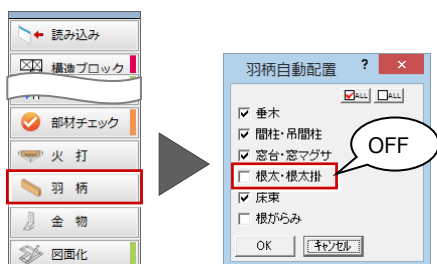 読み込み
構造ブロック
部材チェック
火 打
羽 柄
金 物
図面化
羽柄自動配置 ? ×
ALL ALL
垂木
間柱・吊間柱
窓台・窓マグサ
根太・根太掛
床束
根がらみ
OK キャンセル
OFF